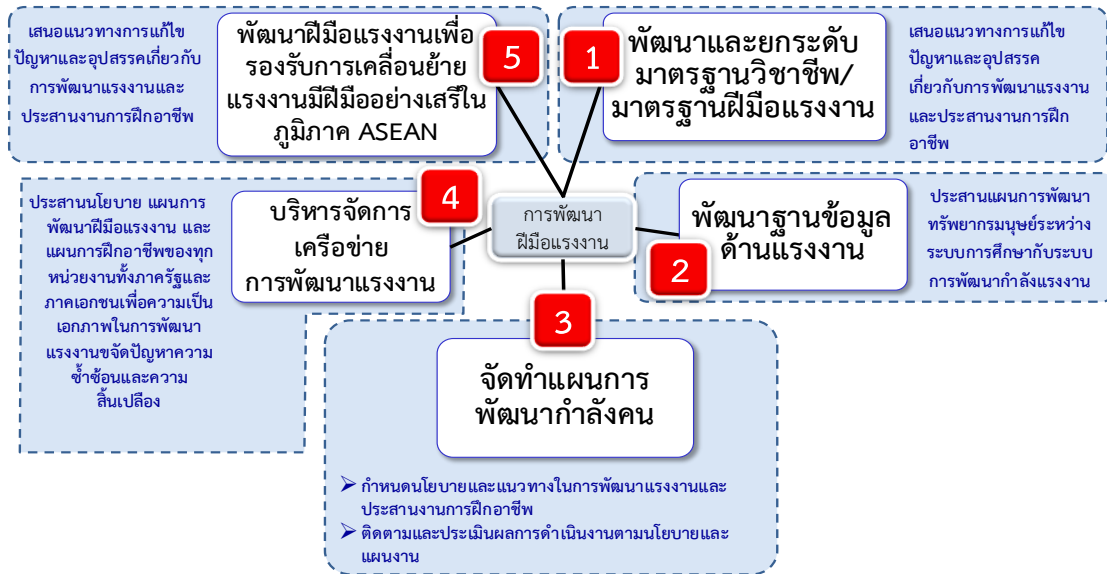 เสนอแนวทางการแก้ไข
ปัญหาและอุปสรรคเกี่ยวกับ
การพัฒนาแรงงานและ
ประสานงานการฝึกอาชีพ
พัฒนาฝีมือแรงงานเพื่อ
รองรับการเคลื่อนย้าย
แรงงานมีฝีมืออย่างเสรีใน
ภูมิภาค ASEAN
5
1
พัฒนาและยกระดับ
มาตรฐานวิชาชีพ/
มาตรฐานฝีมือแรงงาน
เสนอแนวทางการแก้ไข
ปัญหาและอุปสรรค
เกี่ยวกับการพัฒนาแรงงาน
และประสานงานการฝึก
อาชีพ
ประสานนโยบาย แผนการ
พัฒนาฝีมือแรงงาน และ
แผนการฝึกอาชีพของทุก
หน่วยงานทั้งภาครัฐและ
ภาคเอกชนเพื่อความเป็น
เอกภาพในการพัฒนา
แรงงานขจัดปัญหาความ
ซ้ำซ้อนและความ
สิ้นเปลือง
4
บริหารจัดการ
เครือข่าย
การพัฒนาแรงงาน
การพัฒนา
ฝีมือแรงงาน
2
พัฒนาฐานข้อมูล
ด้านแรงงาน
ประสานแผนการพัฒนา
ทรัพยากรมนุษย์ระหว่าง
ระบบการศึกษากับระบบ
การพัฒนากำลังแรงงาน
3
จัดทำแผนการ
พัฒนากำลังคน
➢ กำหนดนโยบายและแนวทางในการพัฒนาแรงงานและ
ประสานงานการฝึกอาชีพ
➢ ติดตามและประเมินผลการดำเนินงานตามนโยบายและ
แผนงาน